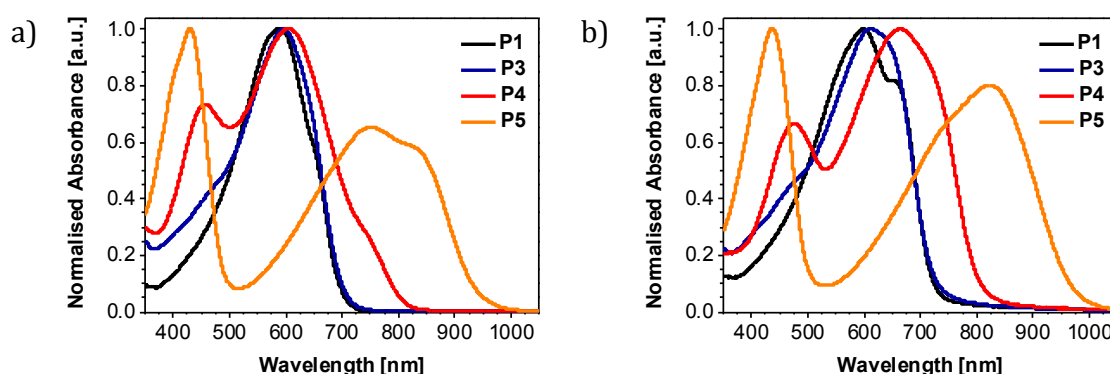 a)
Normalised Absorbance [a.u.]
1.0
0.8
0.6
0.4
0.2
0.0
400 500 600 700 800 900 1000
Wavelength [nm]
P1
P3
P4
P5
b)
Normalised Absorbance [a.u.]
1.0
0.8
0.6
0.4
0.2
0.0
400 500 600 700 800 900 1000
Wavelength [nm]
P1
P3
P4
P5